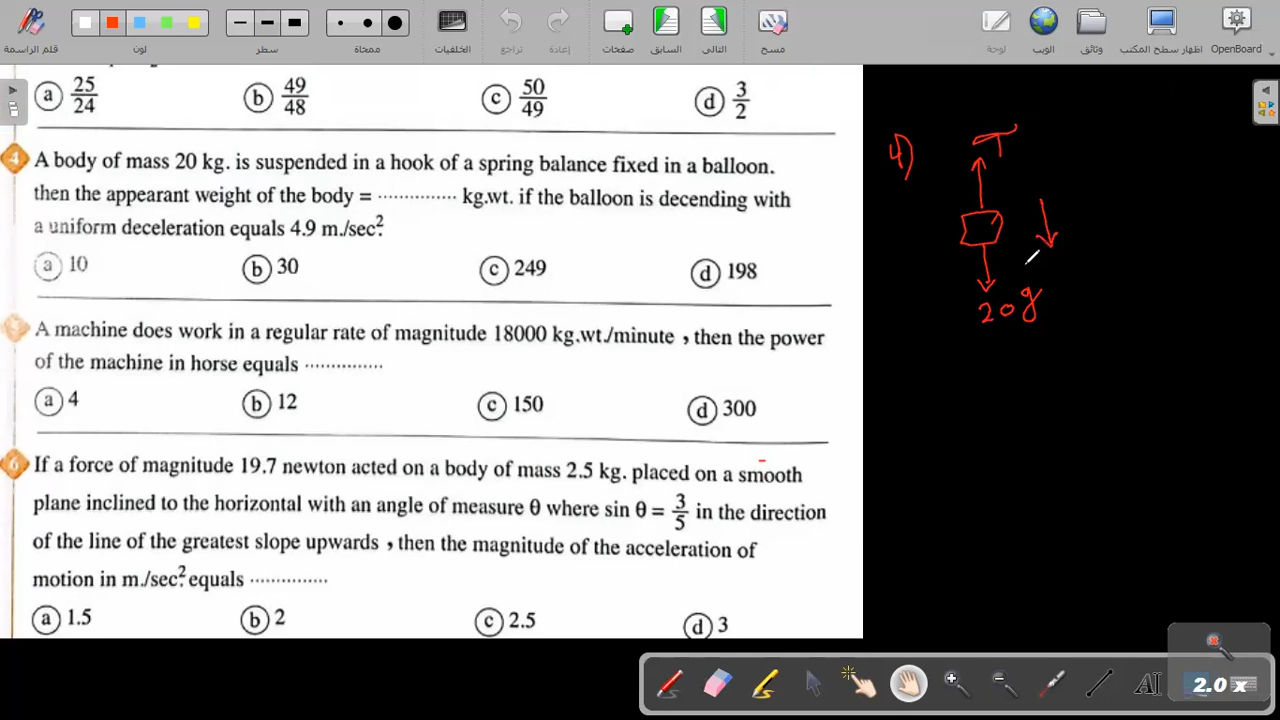 قلم الراسمة
لون
سطر
ممحاة
الخلفيات
تراجع
إعادة
صفحات
السابق
التالي
مسح
لوحة
الويب
وثائق
اظهار سطح المكتب
OpenBoard
a 25/24 b 49/48 c 50/49 d 3/2
4 A body of mass 20 kg. is suspended in a hook of a spring balance fixed in a balloon.
then the appearant weight of the body = ............... kg.wt. if the balloon is decending with
a uniform deceleration equals 4.9 m./sec.²
a 10 b 30 c 249 d 198
5 A machine does work in a regular rate of magnitude 18000 kg.wt./minute , then the power
of the machine in horse equals ...............
a 4 b 12 c 150 d 300
6 If a force of magnitude 19.7 newton acted on a body of mass 2.5 kg. placed on a smooth
plane inclined to the horizontal with an angle of measure θ where sin θ = 3/5 in the direction
of the line of the greatest slope upwards , then the magnitude of the acceleration of
motion in m./sec.² equals ...............
a 1.5 b 2 c 2.5 d 3
4)
T
20g
2.0 x